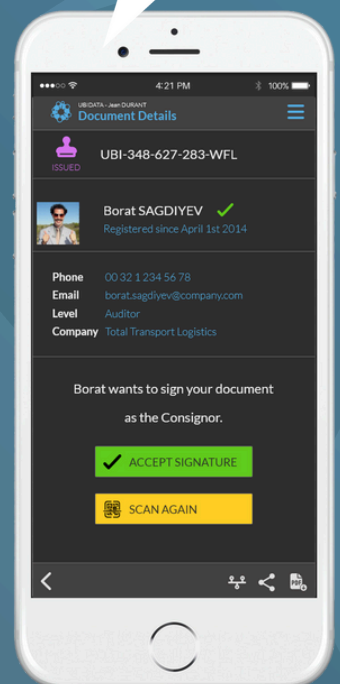 4:21 PM
100%
UBIDATA - Jean DURANT
Document Details
ISSUED
UBI-348-627-283-WFL
Borat SAGDIYEV
Registered since April 1st 2014
Phone 00 32 1 234 56 78
Email borat.sagdiyev@company.com
Level Auditor
Company Total Transport Logistics
Borat wants to sign your document
as the Consignor.
ACCEPT SIGNATURE
SCAN AGAIN
PDF